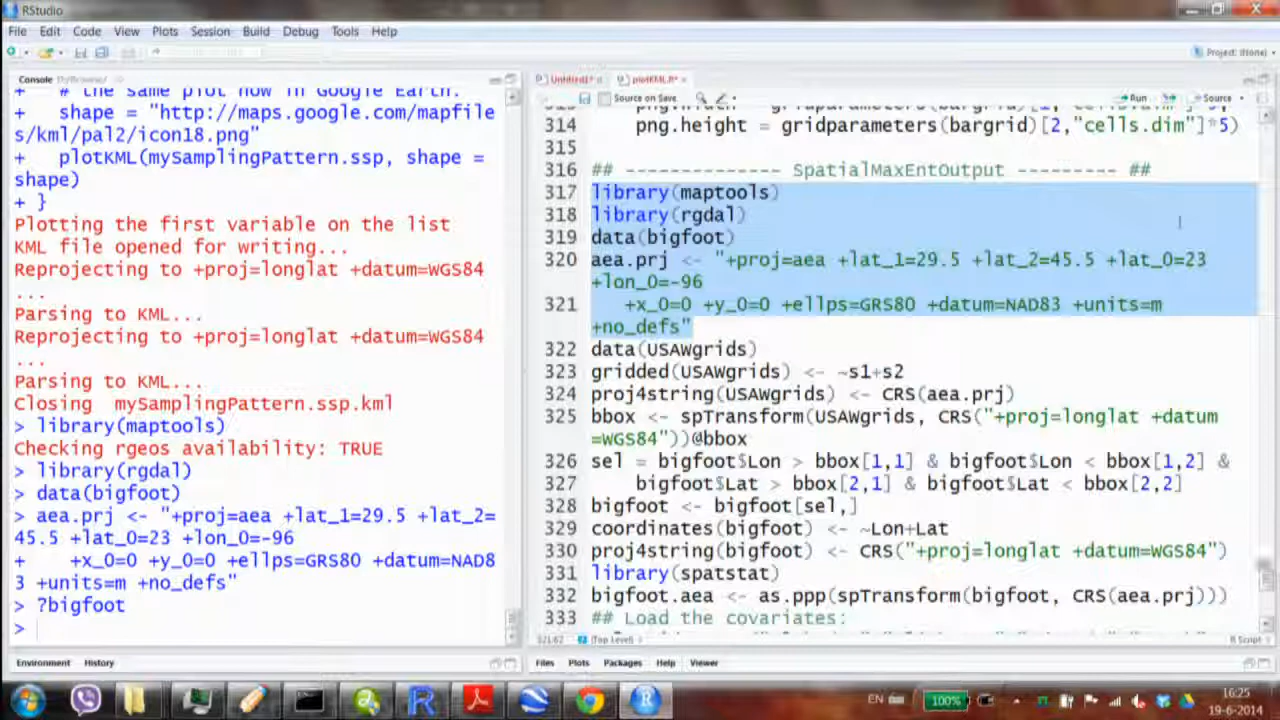 RStudio
File Edit Code View Plots Session Build Debug Tools Help
Project: (None)
Console
+ # the same plot now in Google Earth:
+ shape = "http://maps.google.com/mapfile
s/kml/pal2/icon18.png"
+ plotKML(mySamplingPattern.ssp, shape =
shape)
+ }
Plotting the first variable on the list
KML file opened for writing...
Reprojecting to +proj=longlat +datum=WGS84
...
Parsing to KML...
Reprojecting to +proj=longlat +datum=WGS84
...
Parsing to KML...
Closing mySamplingPattern.ssp.kml
> library(maptools)
Checking rgeos availability: TRUE
> library(rgdal)
> data(bigfoot)
> aea.prj <- "+proj=aea +lat_1=29.5 +lat_2=
45.5 +lat_0=23 +lon_0=-96
+ +x_0=0 +y_0=0 +ellps=GRS80 +datum=NAD8
3 +units=m +no_defs"
> ?bigfoot
>
Environment History
Untitled1* plotKML.R*
Source on Save Run Source
314 png.height = gridparameters(bargrid)[2,"cells.dim"]*5)
315
316 ## -------------- SpatialMaxEntOutput --------- ##
317 library(maptools)
318 library(rgdal)
319 data(bigfoot)
320 aea.prj <- "+proj=aea +lat_1=29.5 +lat_2=45.5 +lat_0=23
+lon_0=-96
321 +x_0=0 +y_0=0 +ellps=GRS80 +datum=NAD83 +units=m
+no_defs"
322 data(USAWgrids)
323 gridded(USAWgrids) <- ~s1+s2
324 proj4string(USAWgrids) <- CRS(aea.prj)
325 bbox <- spTransform(USAWgrids, CRS("+proj=longlat +datum
=WGS84"))@bbox
326 sel = bigfoot$Lon > bbox[1,1] & bigfoot$Lon < bbox[1,2] &
327 bigfoot$Lat > bbox[2,1] & bigfoot$Lat < bbox[2,2]
328 bigfoot <- bigfoot[sel,]
329 coordinates(bigfoot) <- ~Lon+Lat
330 proj4string(bigfoot) <- CRS("+proj=longlat +datum=WGS84")
331 library(spatstat)
332 bigfoot.aea <- as.ppp(spTransform(bigfoot, CRS(aea.prj)))
333 ## Load the covariates:
(Top Level) R Script
Files Plots Packages Help Viewer
EN 100% 16:25
19-6-2014